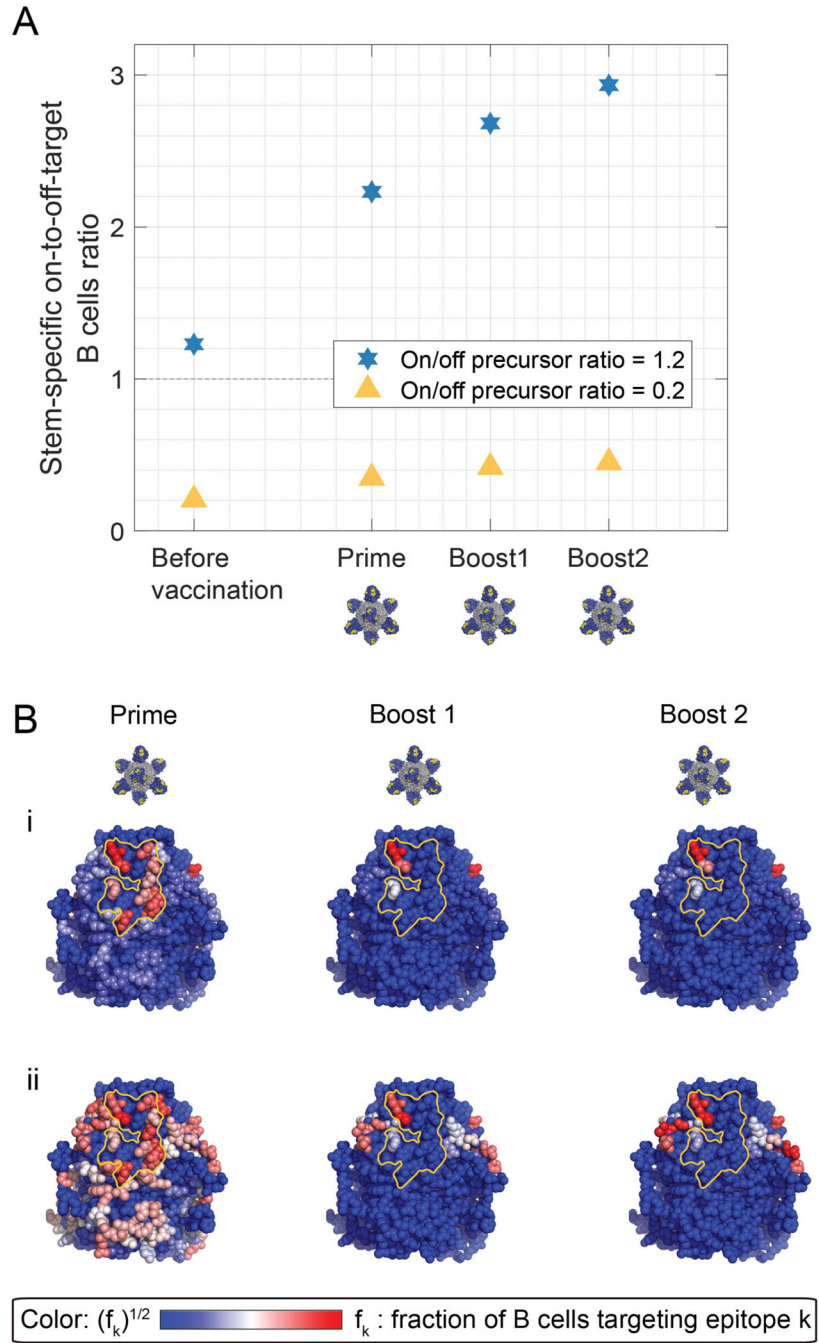 A
Stem-specific on-to-off-target
B cells ratio
3
2
1
0
On/off precursor ratio = 1.2
On/off precursor ratio = 0.2
Before
vaccination
Prime
Boost1
Boost2
B
Prime
Boost 1
Boost 2
i
ii
Color: (fₖ)¹/² fₖ : fraction of B cells targeting epitope k